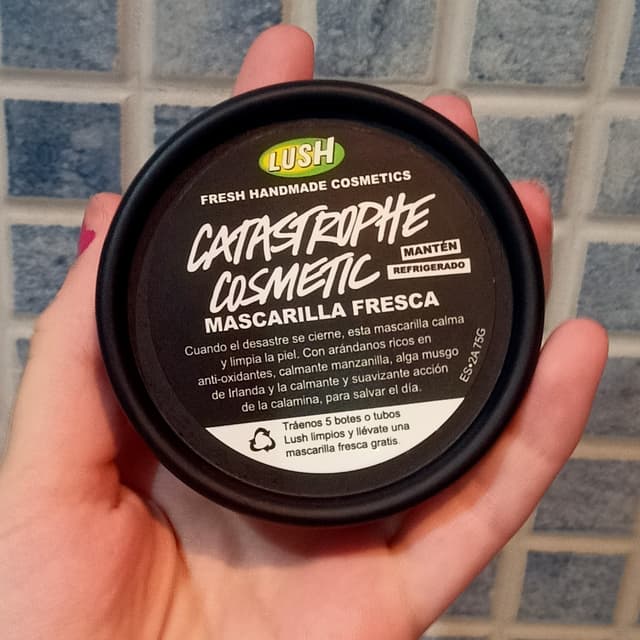 LUSH
FRESH HANDMADE COSMETICS
CATASTROPHE
COSMETIC
MANTÉN
REFRIGERADO
MASCARILLA FRESCA
Cuando el desastre se cierne, esta mascarilla calma
y limpia la piel. Con arándanos ricos en
anti-oxidantes, calmante manzanilla, alga musgo
de Irlanda y la calmante y suavizante acción
de la calamina, para salvar el día.
ES•2A 75G
Tráenos 5 botes o tubos
Lush limpios y llévate una
mascarilla fresca gratis.